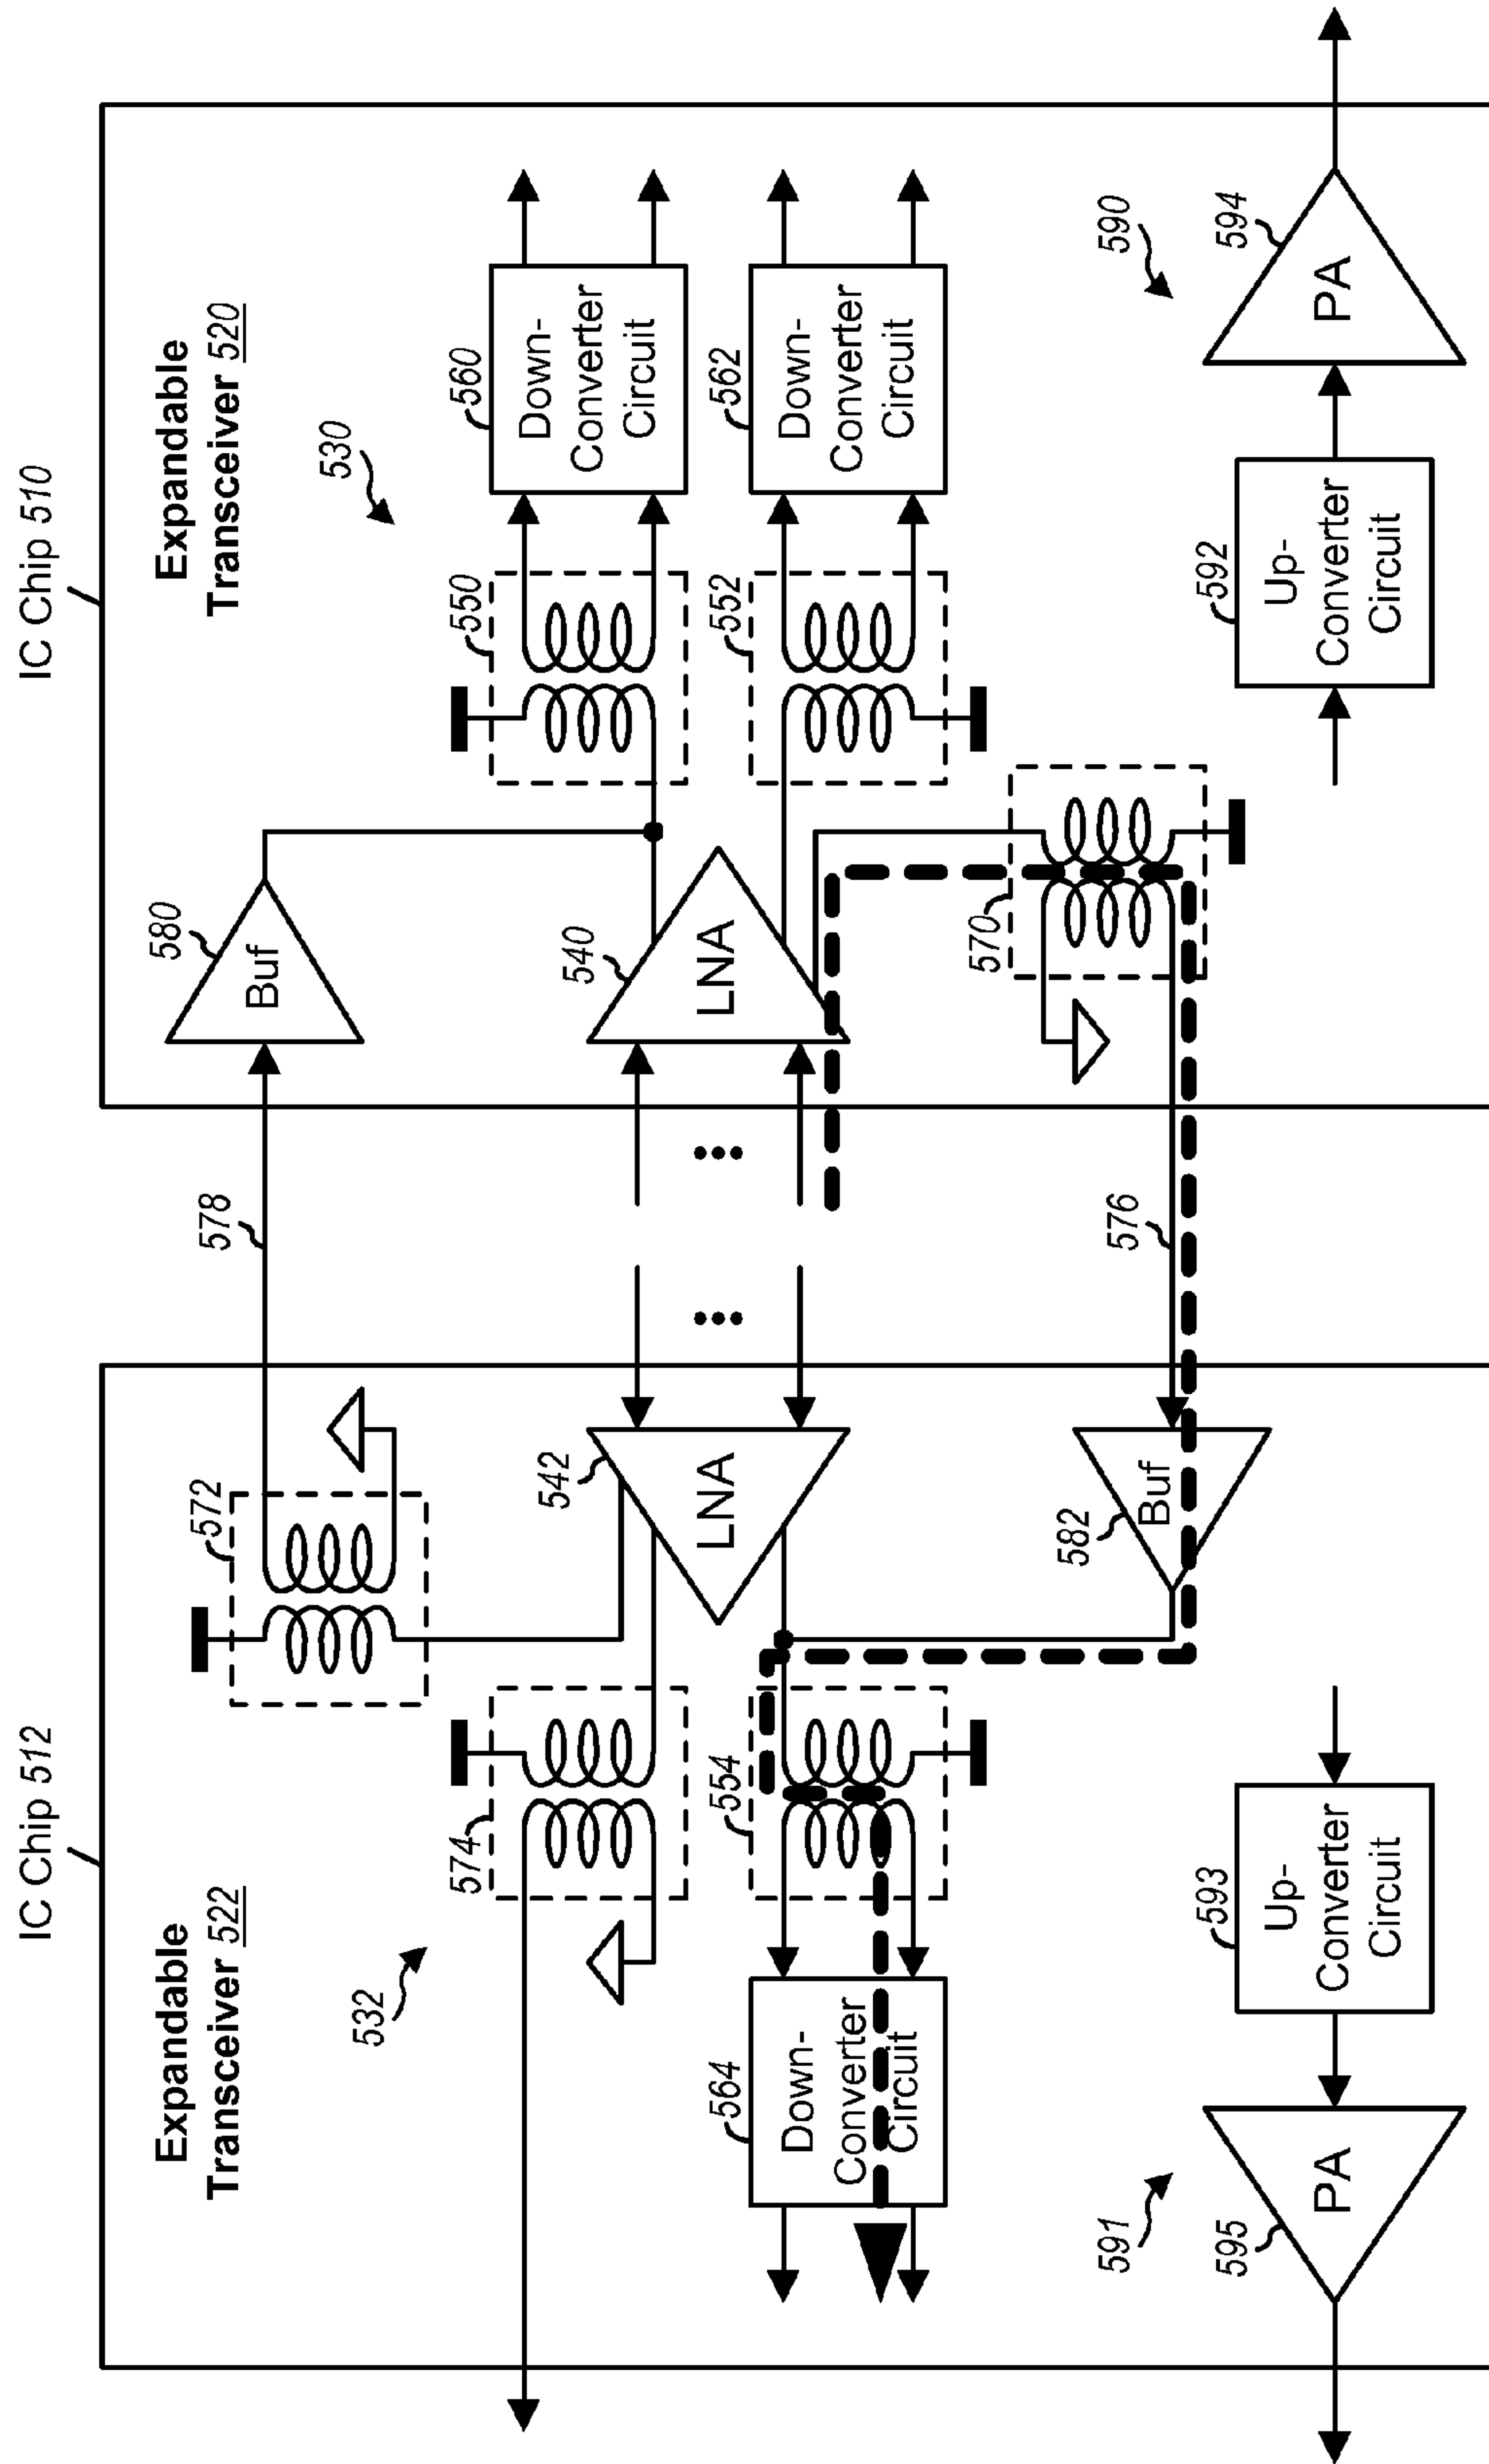 IC Chip 512
Expandable
Transceiver 522
532
572
578
574
542
LNA
...
554
564
Down-
Converter
Circuit
582
Buf
576
591
595
PA
593
Up-
Converter
Circuit
IC Chip 510
Expandable
Transceiver 520
530
580
Buf
540
LNA
...
550
560
Down-
Converter
Circuit
552
562
Down-
Converter
Circuit
570
590
592
Up-
Converter
Circuit
594
PA